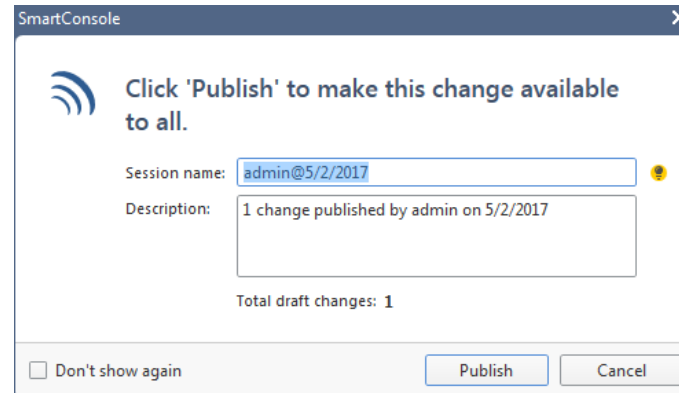 SmartConsole
Click 'Publish' to make this change available
to all.
Session name: admin@5/2/2017
Description: 1 change published by admin on 5/2/2017
Total draft changes: 1
Don't show again Publish Cancel